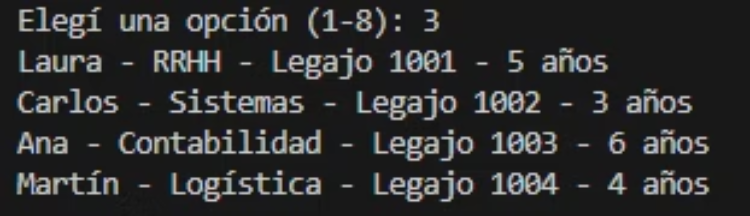 Elegí una opción (1-8): 3
Laura - RRHH - Legajo 1001 - 5 años
Carlos - Sistemas - Legajo 1002 - 3 años
Ana - Contabilidad - Legajo 1003 - 6 años
Martín - Logística - Legajo 1004 - 4 años